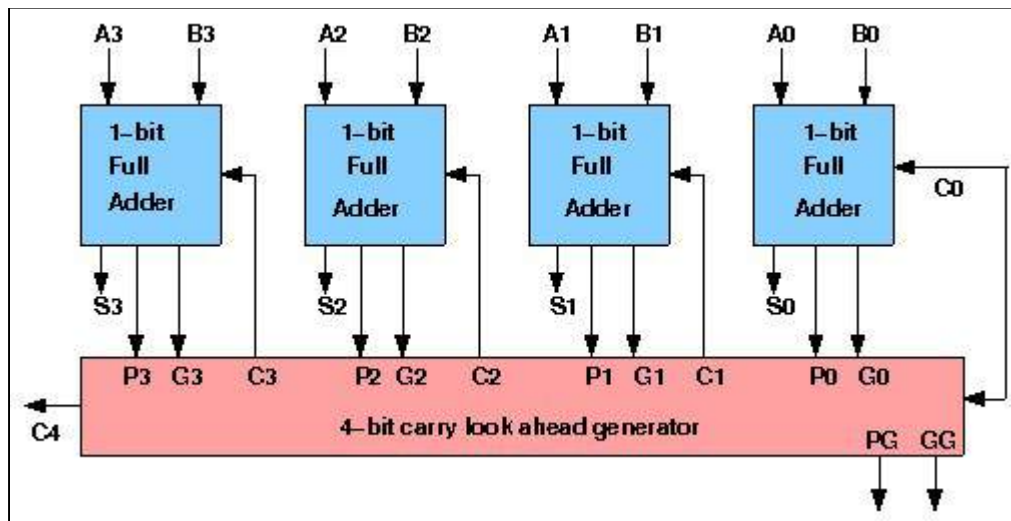 A3 B3 A2 B2 A1 B1 A0 B0
1-bit Full Adder
1-bit Full Adder
1-bit Full Adder
1-bit Full Adder
C0
S3 S2 S1 S0
P3 G3 C3 P2 G2 C2 P1 G1 C1 P0 G0
C4
4-bit carry look ahead generator
PG GG